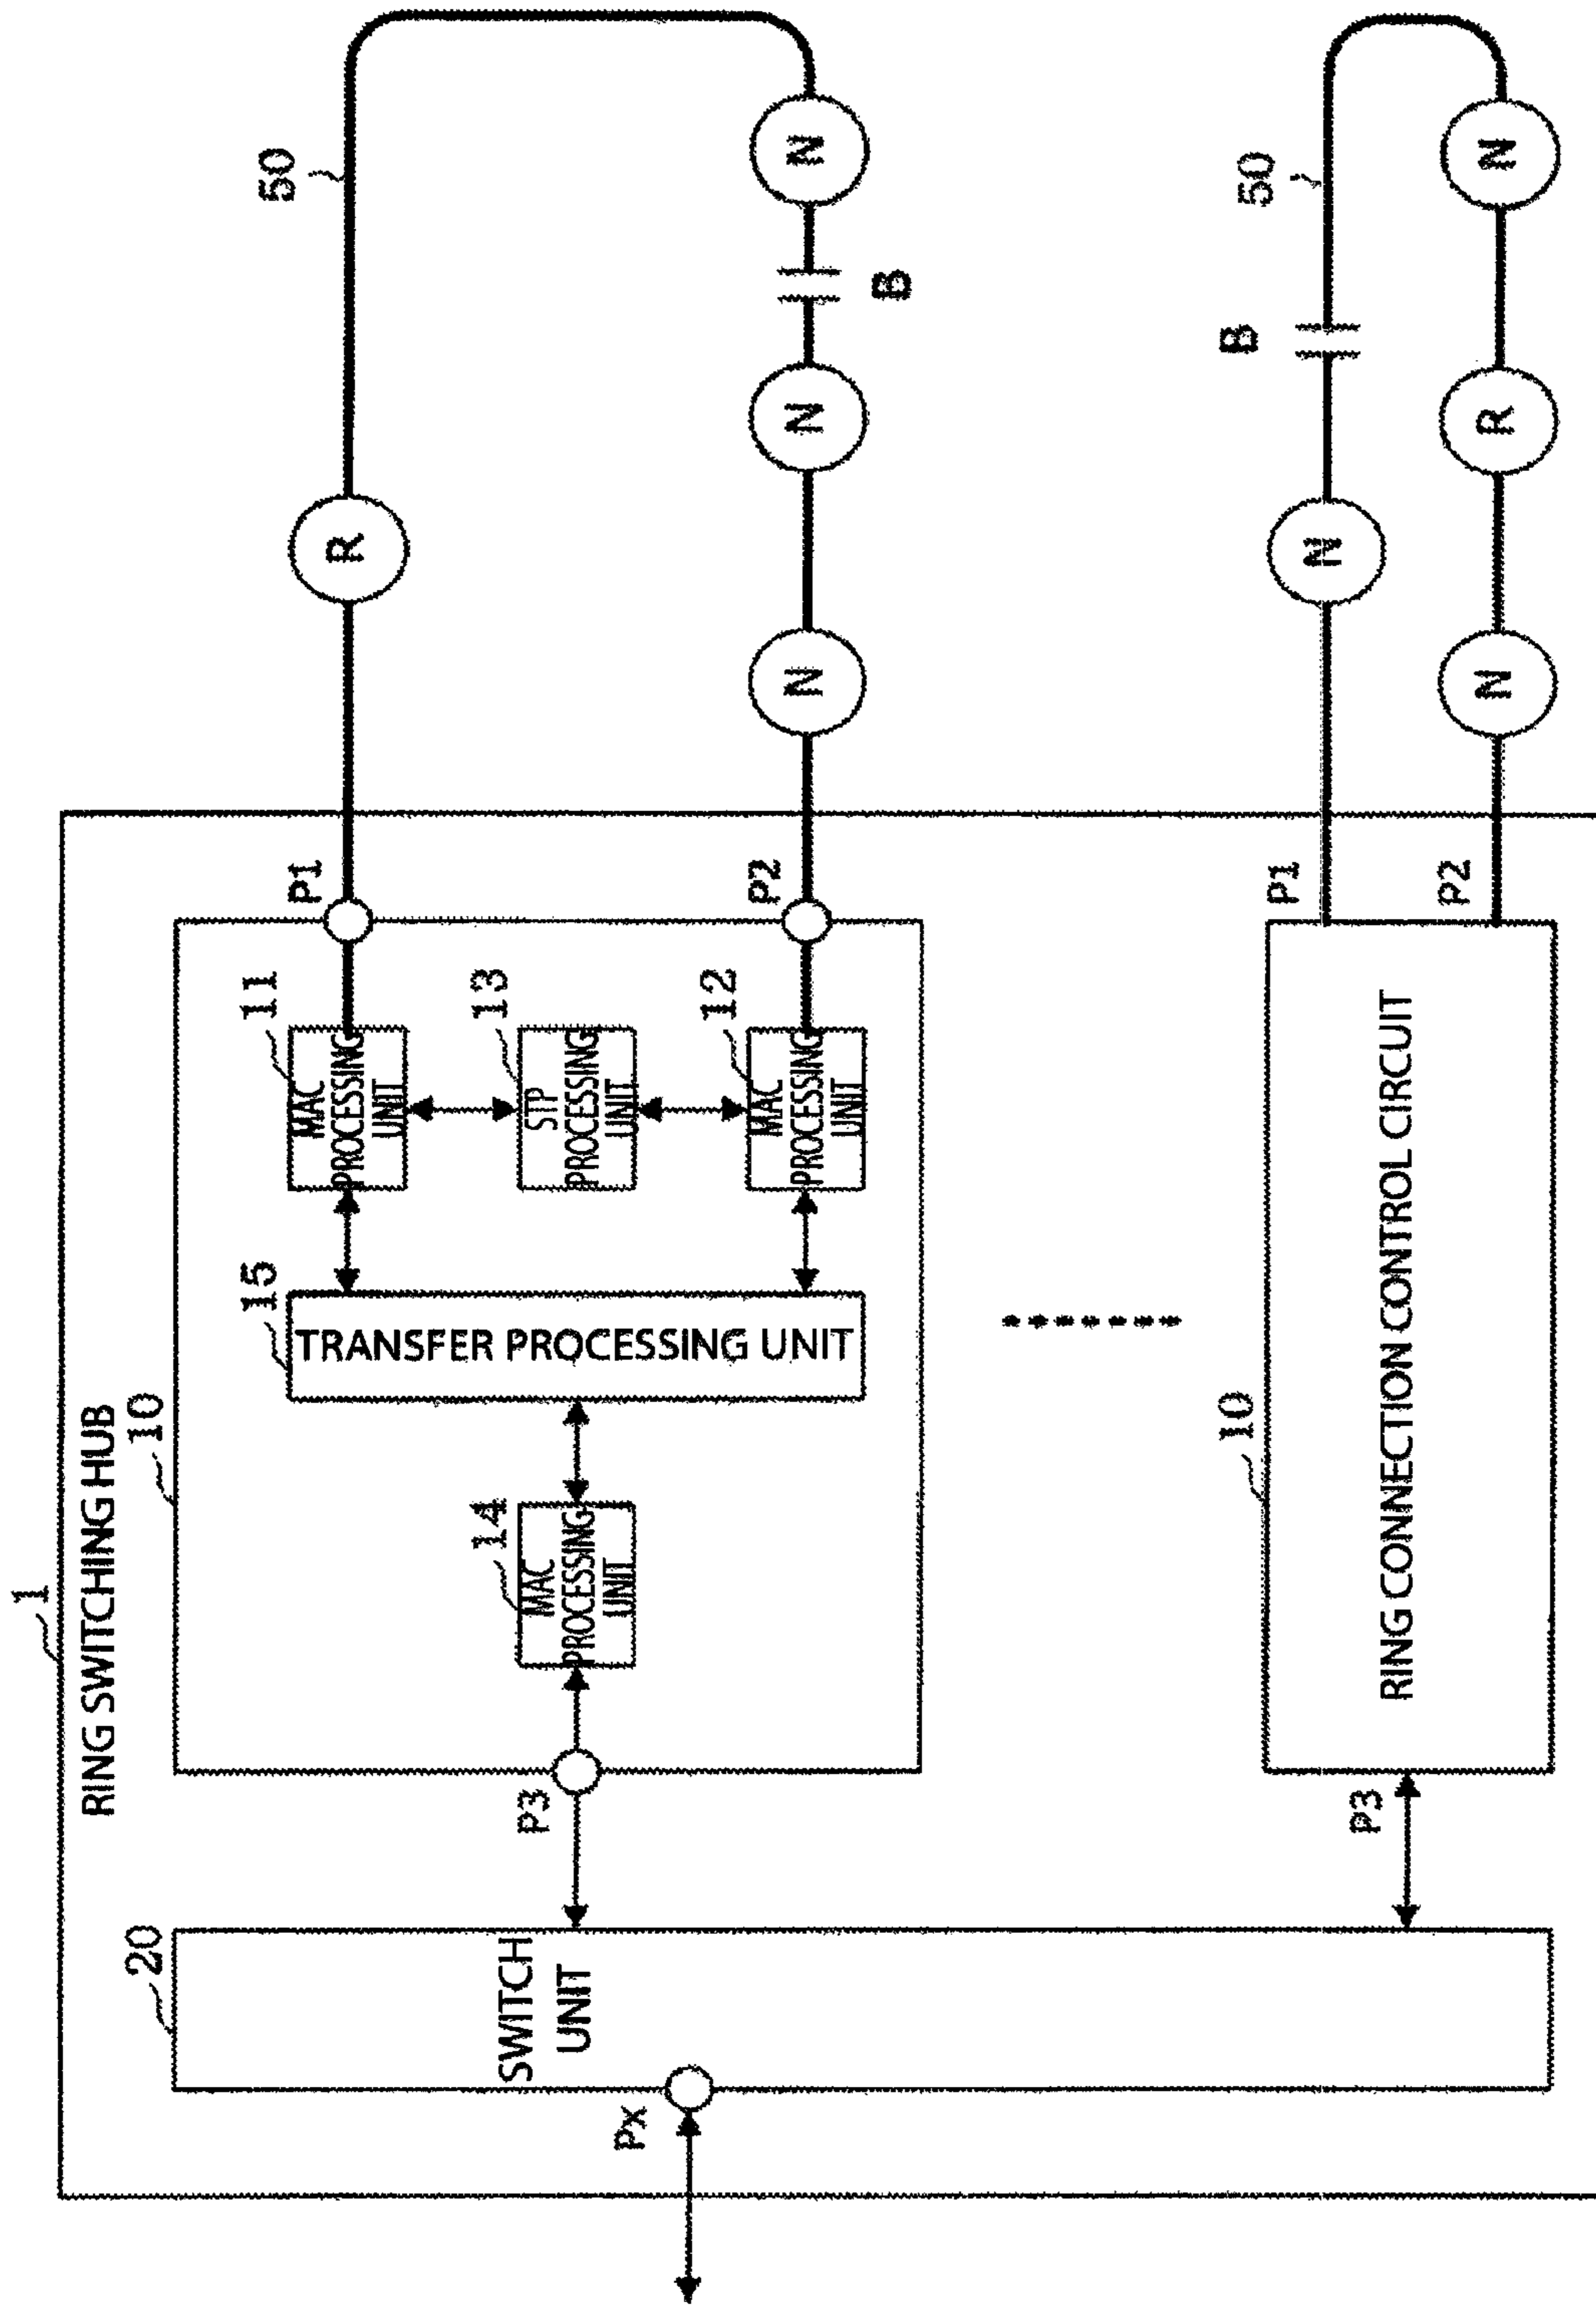 1
RING SWITCHING HUB
20
10
15
11
50
P1
R
MAC
PROCESSING
UNIT
14
13
TRANSFER PROCESSING UNIT
SWITCH
UNIT
P3
MAC
PROCESSING
UNIT
STP
PROCESSING
UNIT
12
P2
MAC
PROCESSING
UNIT
N
N
N
B
Px
10
B
50
P1
N
P3
RING CONNECTION CONTROL CIRCUIT
P2
N
R
N